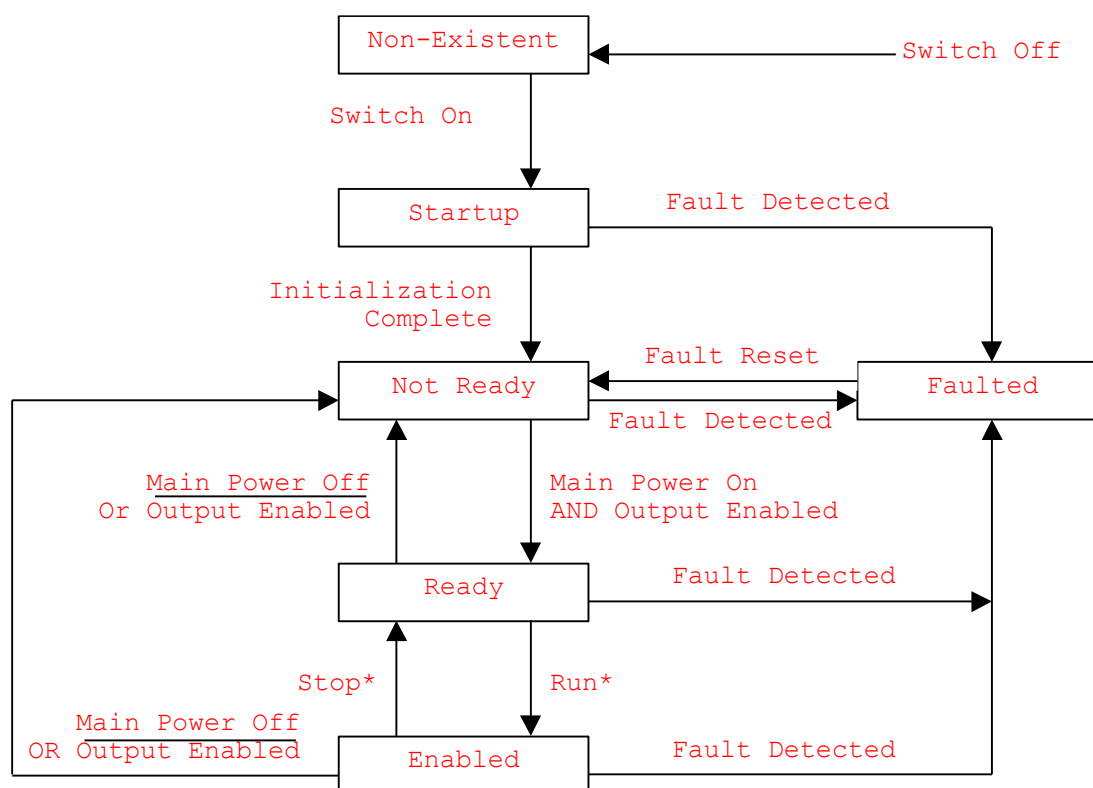 Non-Existent
Switch Off
Switch On
Startup
Fault Detected
Initialization
Complete
Fault Reset
Not Ready
Faulted
Fault Detected
Main Power Off
Or Output Enabled
Main Power On
AND Output Enabled
Ready
Fault Detected
Stop*
Run*
Main Power Off
OR Output Enabled
Enabled
Fault Detected